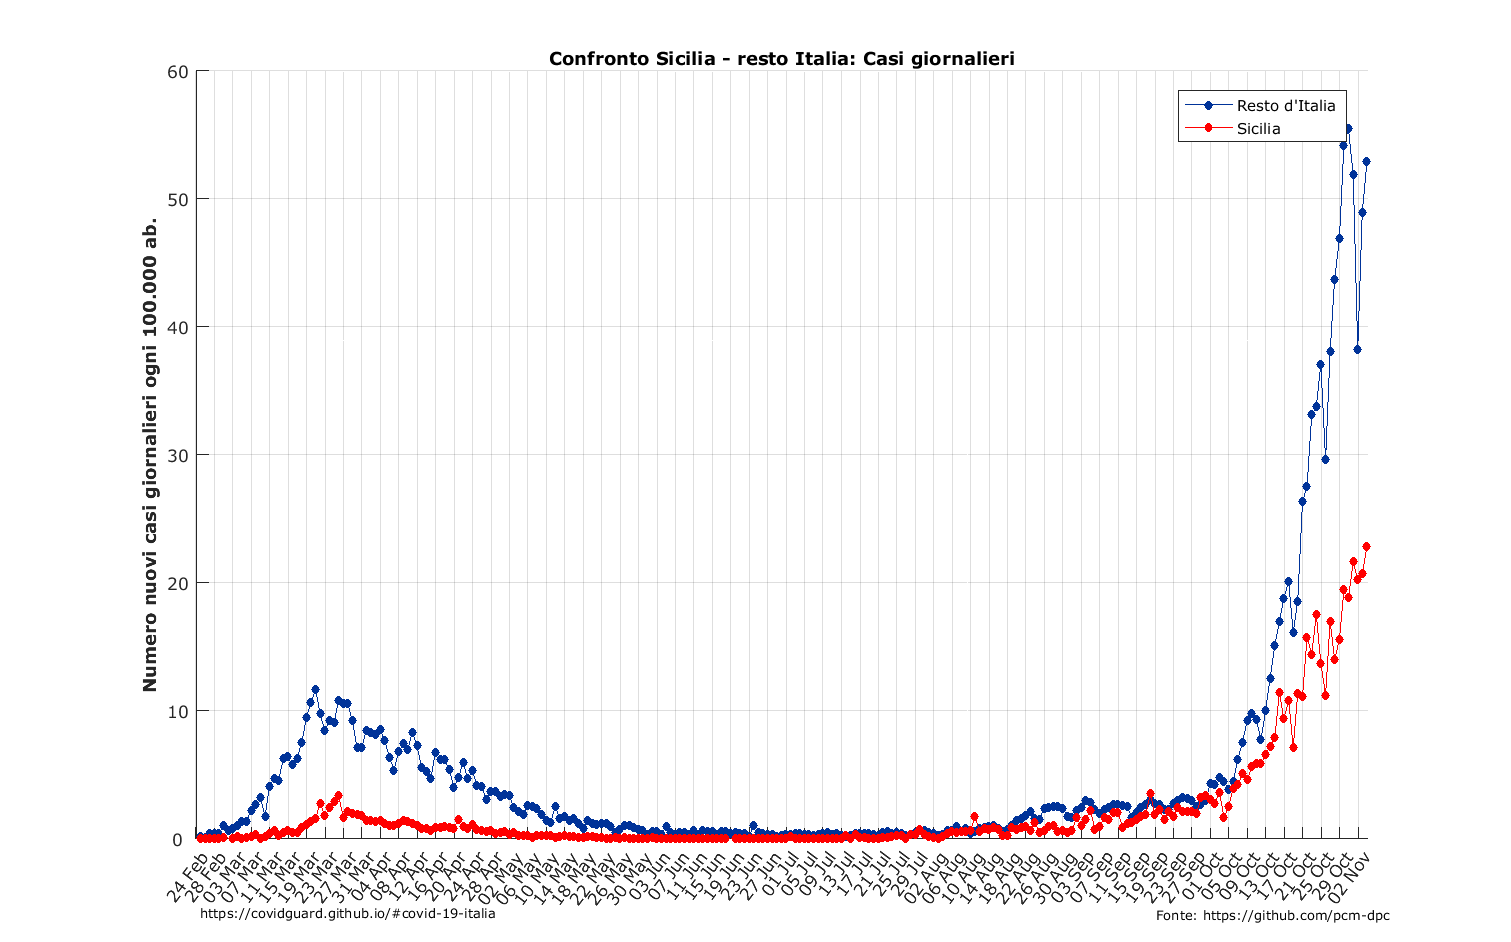 Confronto Sicilia - resto Italia: Casi giornalieri
Numero nuovi casi giornalieri ogni 100.000 ab.
60
50
40
30
20
10
0
Resto d'Italia
Sicilia
24 Feb
28 Feb
03 Mar
07 Mar
11 Mar
15 Mar
19 Mar
23 Mar
27 Mar
31 Mar
04 Apr
08 Apr
12 Apr
16 Apr
20 Apr
24 Apr
28 Apr
02 May
06 May
10 May
14 May
18 May
22 May
26 May
30 May
03 Jun
07 Jun
11 Jun
15 Jun
19 Jun
23 Jun
27 Jun
01 Jul
05 Jul
09 Jul
13 Jul
17 Jul
21 Jul
25 Jul
29 Jul
02 Aug
06 Aug
10 Aug
14 Aug
18 Aug
22 Aug
26 Aug
30 Aug
03 Sep
07 Sep
11 Sep
15 Sep
19 Sep
23 Sep
27 Sep
01 Oct
05 Oct
09 Oct
13 Oct
17 Oct
21 Oct
25 Oct
29 Oct
02 Nov
https://covidguard.github.io/#covid-19-italia
Fonte: https://github.com/pcm-dpc